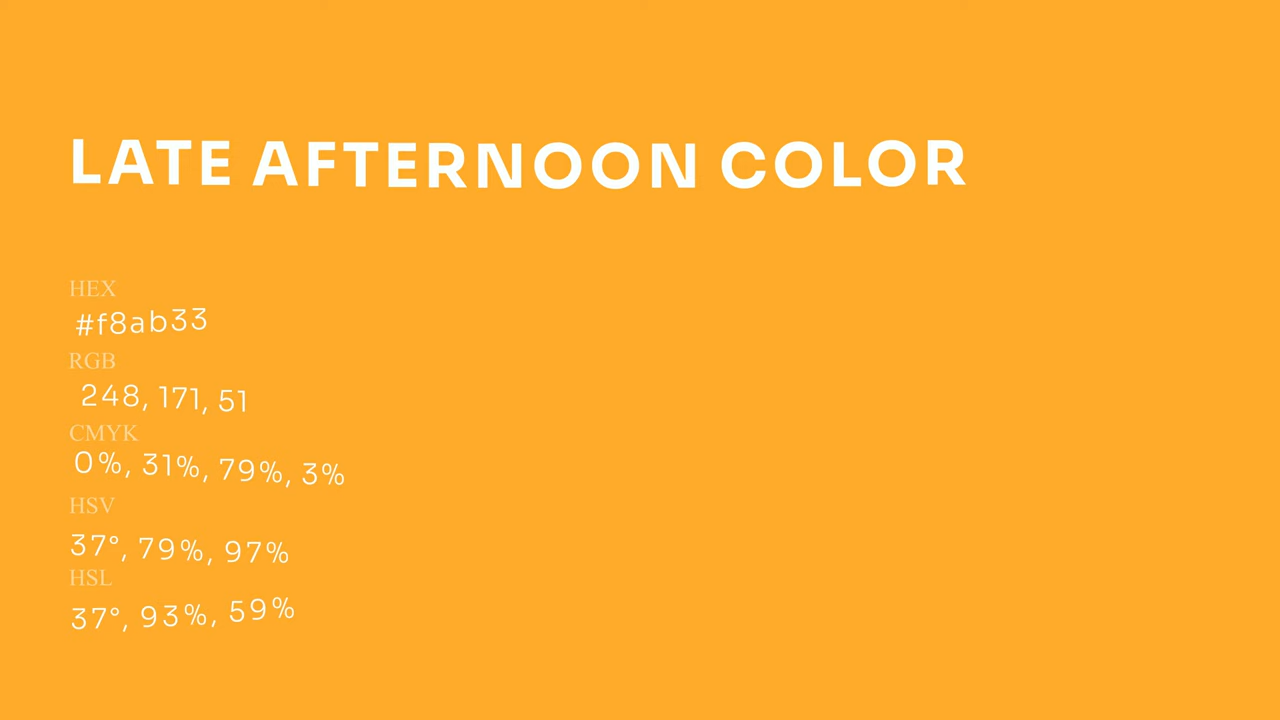 LATE AFTERNOON COLOR
HEX
#f8ab33
RGB
248, 171, 51
CMYK
0%, 31%, 79%, 3%
HSV
37°, 79%, 97%
HSL
37°, 93%, 59%